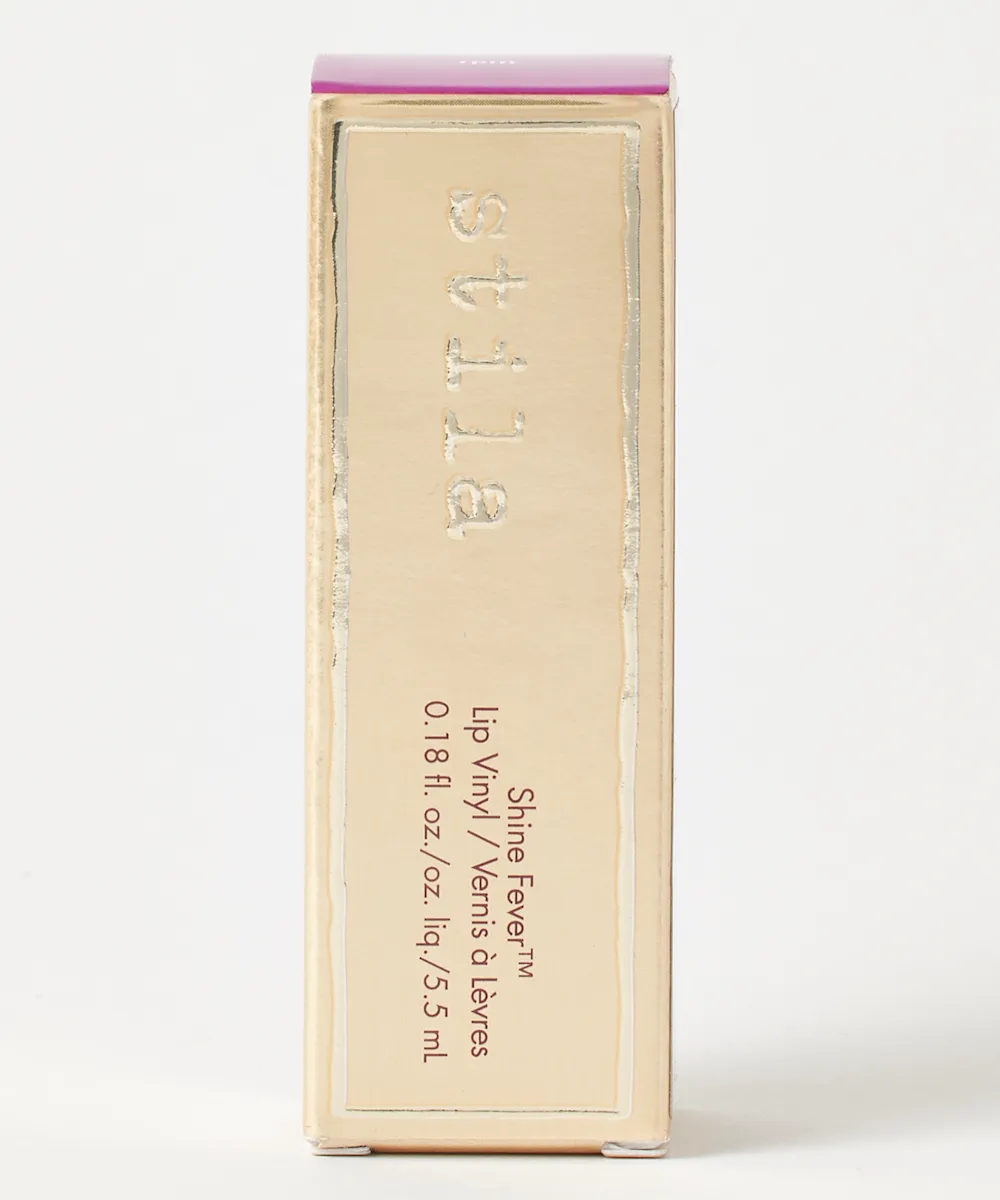 stila
Shine Fever™
Lip Vinyl / Vernis à Lèvres
0.18 fl. oz./oz. liq./5.5 mL